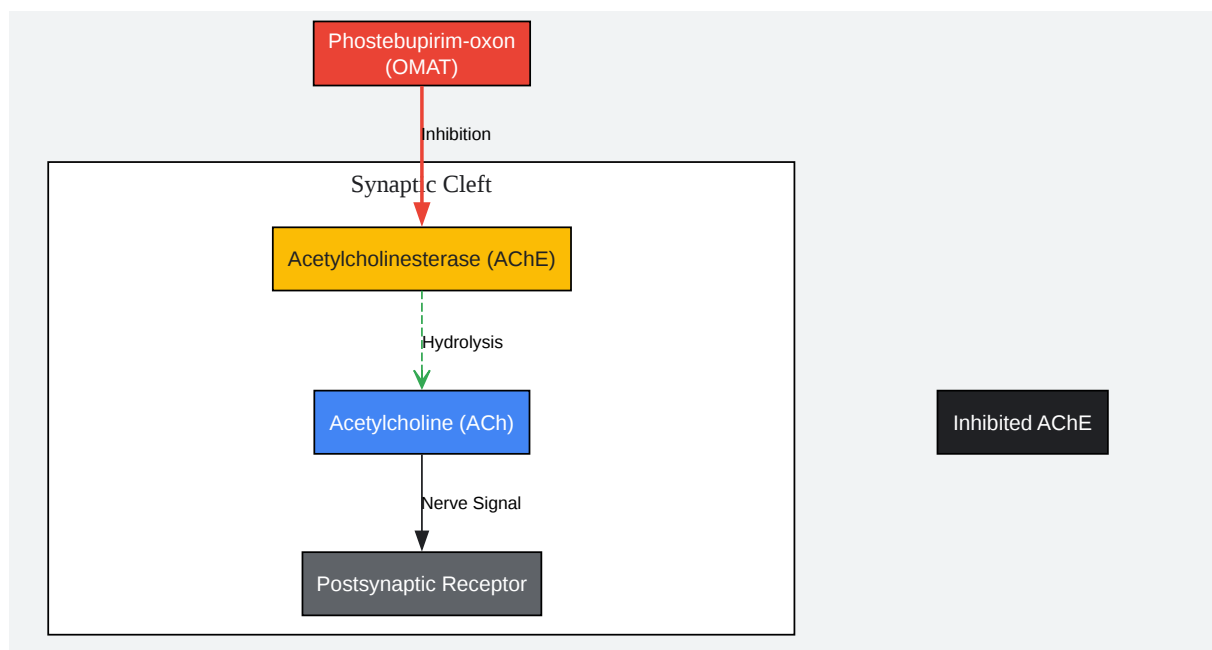 Phostebupirim-oxon
(OMAT)
Inhibition
Synaptic Cleft
Acetylcholinesterase (AChE)
Hydrolysis
Acetylcholine (ACh)
Inhibited AChE
Nerve Signal
Postsynaptic Receptor